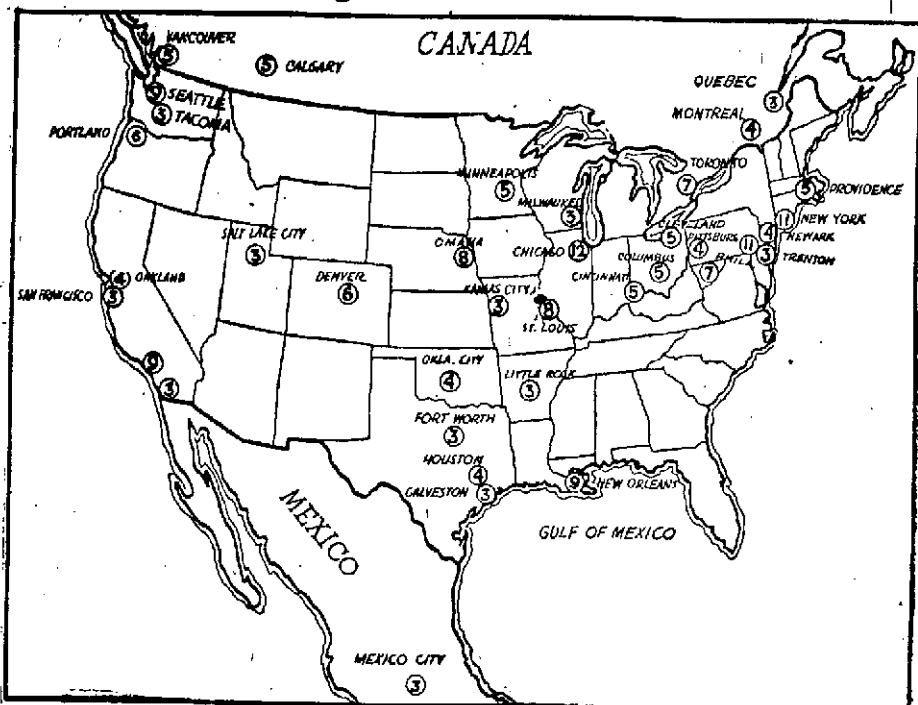 CANADA
VANCOUVER
5
5 CALGARY
9 SEATTLE
3 TACOMA
PORTLAND
6
QUEBEC
3
MONTREAL
4
TORONTO
7
MINNEAPOLIS
5
MILWAUKEE
3
5 PROVIDENCE
11 NEW YORK
4 NEWARK
CLEVELAND
5
PITTSBURG
4
11
3 TRENTON
BALT.
7
SALT LAKE CITY
3
OMAHA
8
CHICAGO 12
COLUMBUS
5
CINCINNATI
5
DENVER
6
KANSAS CITY
3
8
ST. LOUIS
4 OAKLAND
SAN FRANCISCO 3
9
3
OKLA. CITY
4
LITTLE ROCK
3
FORT WORTH
3
HOUSTON
4
GALVESTON 3
9 NEW ORLEANS
MEXICO
GULF OF MEXICO
MEXICO CITY
3